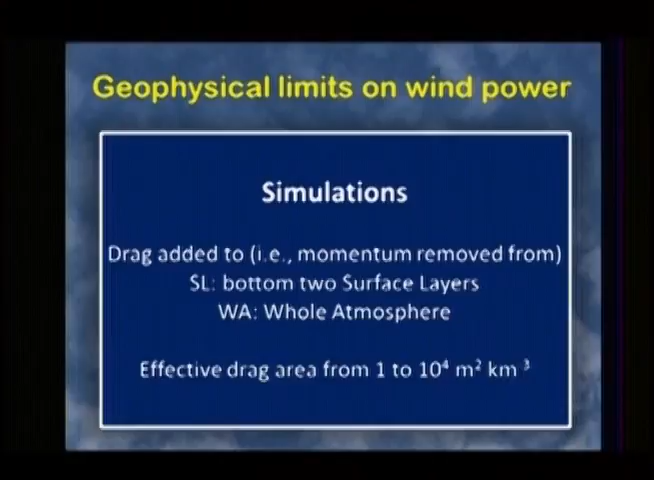 Geophysical limits on wind power
Simulations
Drag added to (i.e., momentum removed from)
SL: bottom two Surface Layers
WA: Whole Atmosphere
Effective drag area from 1 to 10⁴ m² km ³